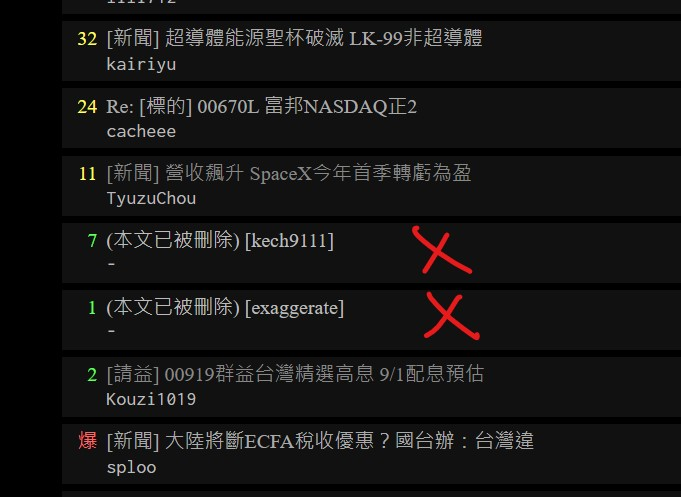 32 [新聞] 超導體能源聖杯破滅 LK-99非超導體
kairiyu
24 Re: [標的] 00670L 富邦NASDAQ正2
cacheee
11 [新聞] 營收飆升 SpaceX今年首季轉虧為盈
TyuzuChou
7 (本文已被刪除) [kech9111]
-
1 (本文已被刪除) [exaggerate]
-
2 [請益] 00919群益台灣精選高息 9/1配息預估
Kouzi1019
爆 [新聞] 大陸將斷ECFA稅收優惠？國台辦：台灣違
sploo